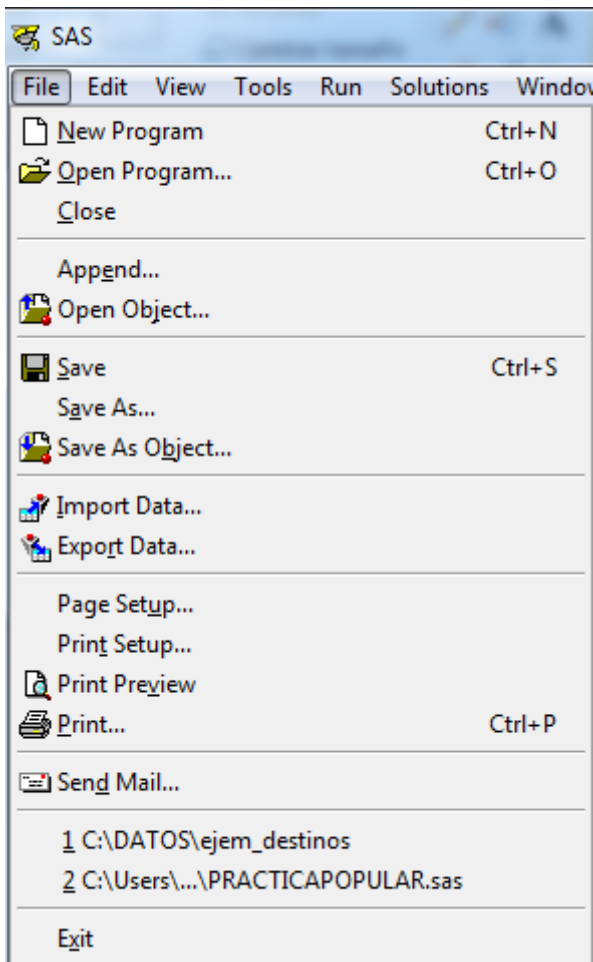 SAS
File Edit View Tools Run Solutions
New Program Ctrl+N
Open Program... Ctrl+O
Close
Append...
Open Object...
Save Ctrl+S
Save As...
Save As Object...
Import Data...
Export Data...
Page Setup...
Print Setup...
Print Preview
Print... Ctrl+P
Send Mail...
1 C:\DATOS\ejem_destinos
2 C:\Users\...\PRACTICAPOPULAR.sas
Exit